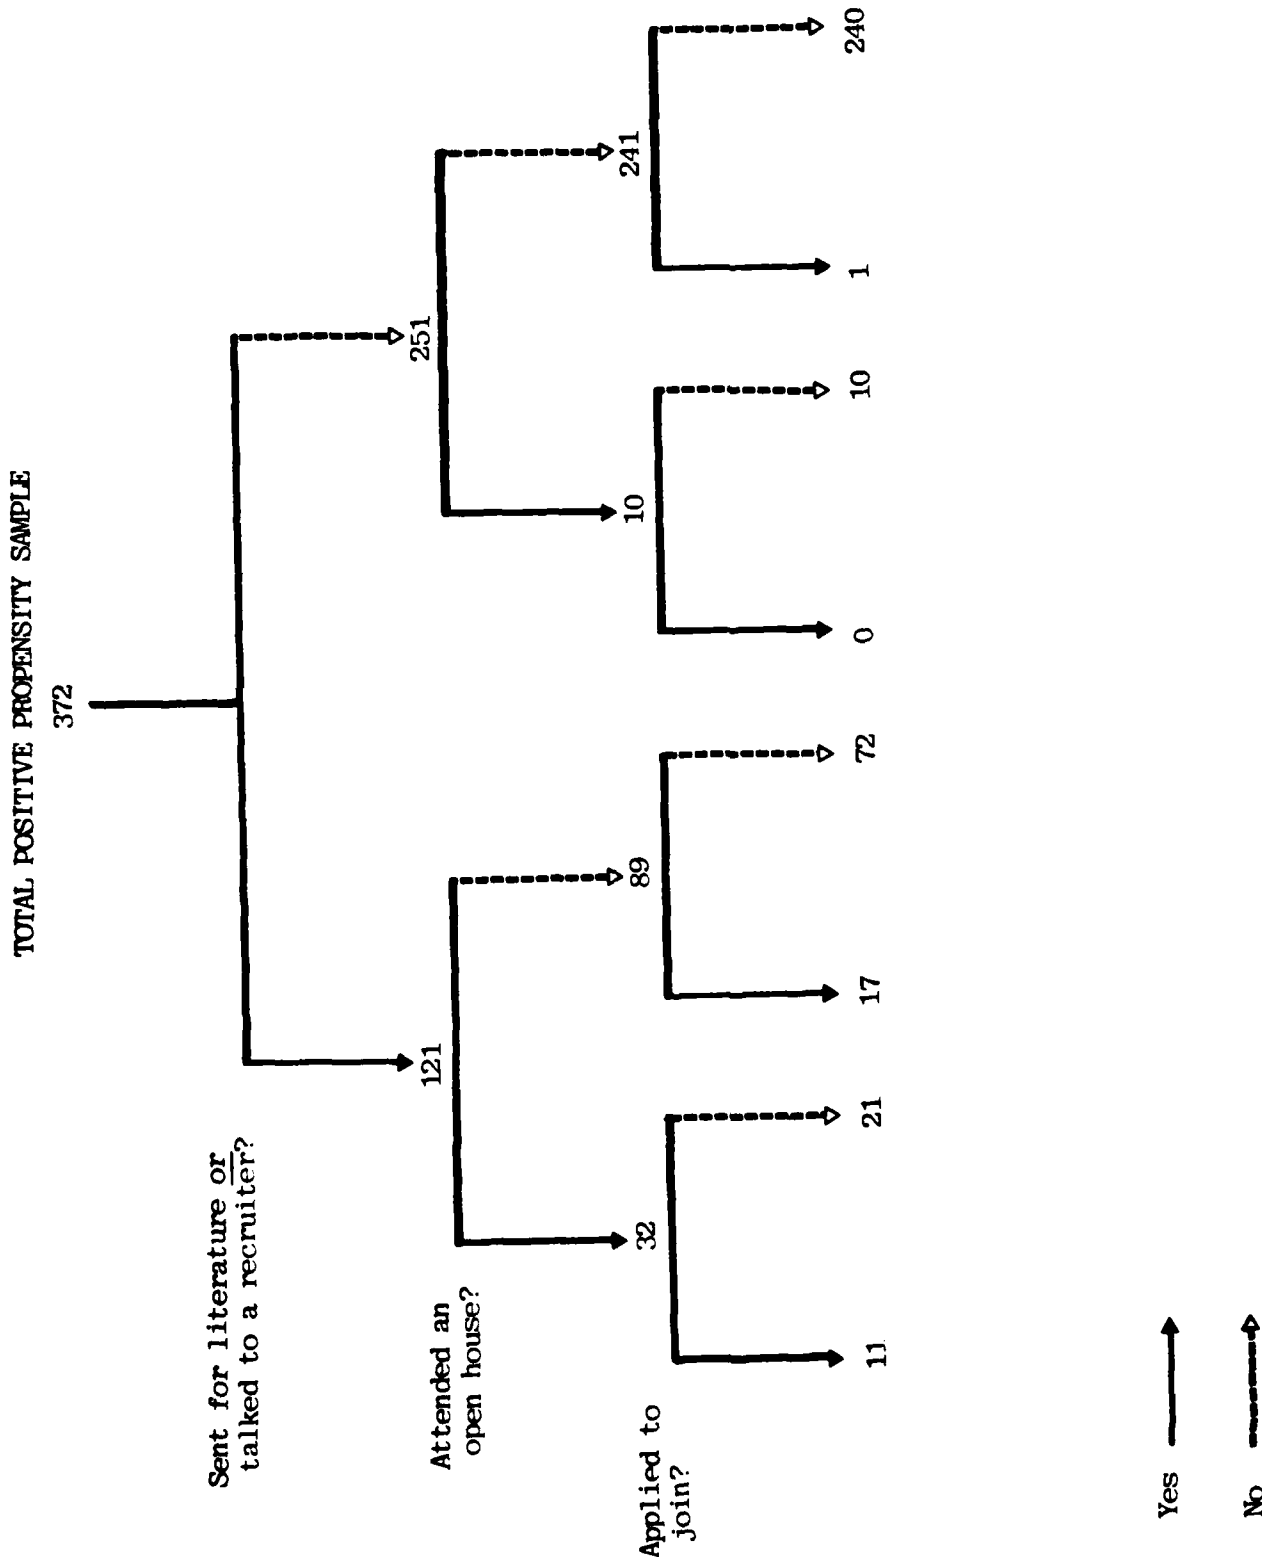 TOTAL POSITIVE PROPENSITY SAMPLE
372
Sent for literature or
talked to a recruiter?
121
251
Attended an
open house?
32
89
10
241
Applied to
join?
11
21
17
72
0
10
1
240
Yes
No